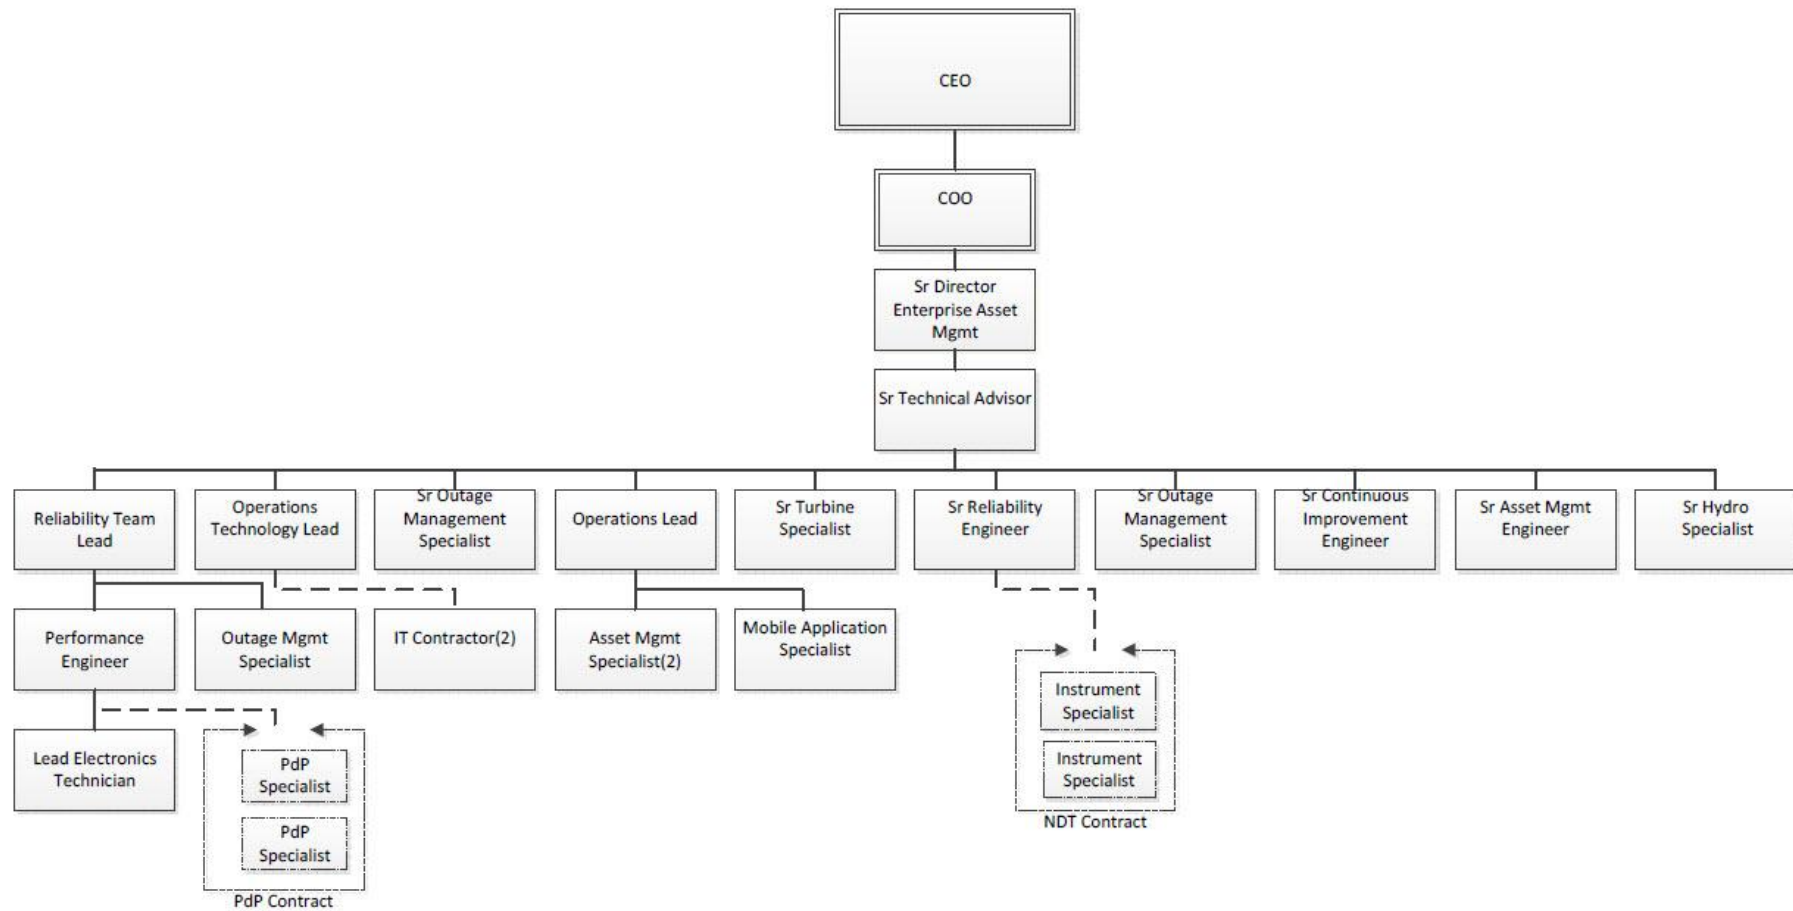 CEO
COO
Sr Director
Enterprise Asset
Mgmt
Sr Technical Advisor
Reliability Team
Lead
Operations
Technology Lead
Sr Outage
Management
Specialist
Operations Lead
Sr Turbine
Specialist
Sr Reliability
Engineer
Sr Outage
Management
Specialist
Sr Continuous
Improvement
Engineer
Sr Asset Mgmt
Engineer
Sr Hydro
Specialist
Performance
Engineer
Outage Mgmt
Specialist
IT Contractor(2)
Asset Mgmt
Specialist(2)
Mobile Application
Specialist
Instrument
Specialist
Instrument
Specialist
NDT Contract
Lead Electronics
Technician
PdP
Specialist
PdP
Specialist
PdP Contract